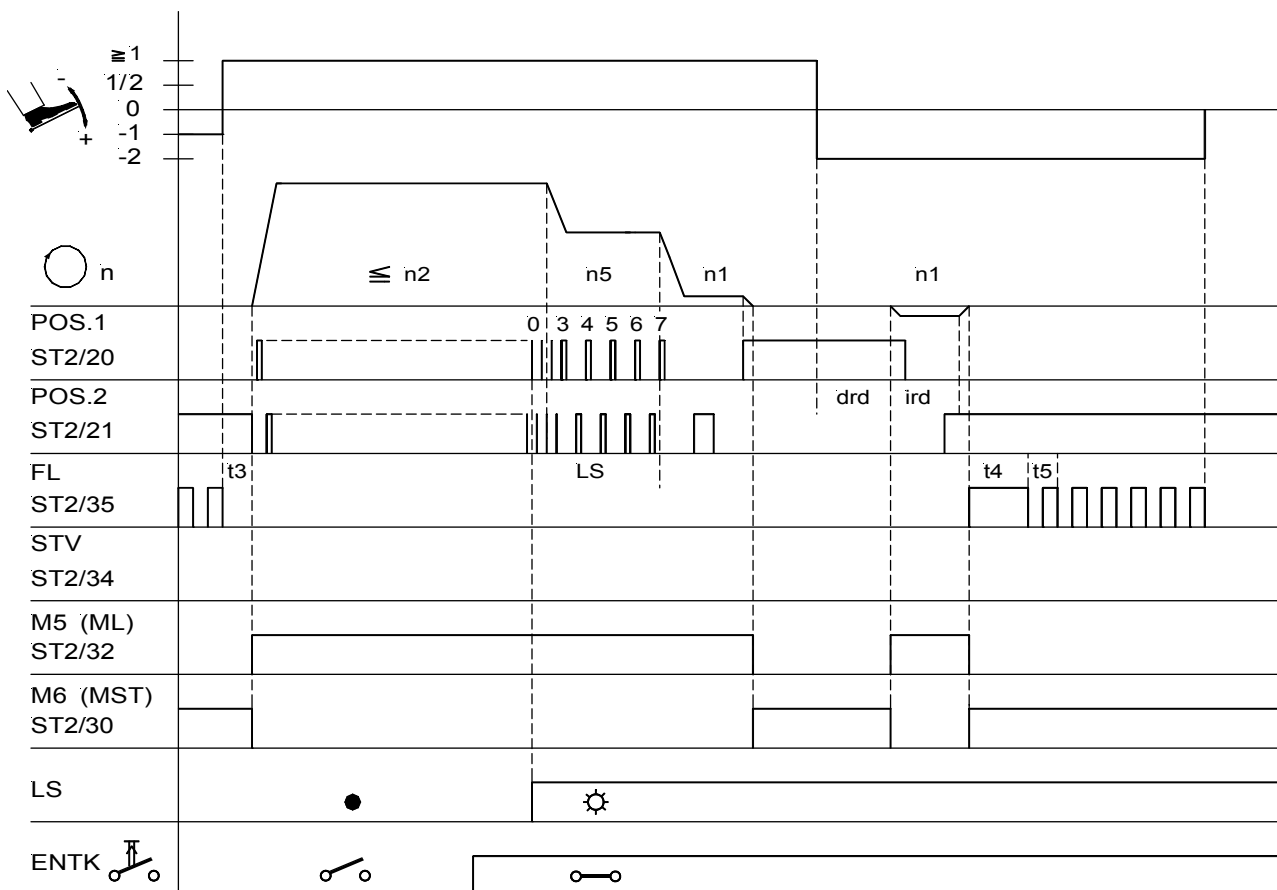 ≧1
1/2
-
0
-1
+
-2
n
≦ n2
n5
n1
n1
POS.1
0 3 4 5 6 7
ST2/20
POS.2
drd ird
ST2/21
FL
t3
LS
t4 t5
ST2/35
STV
ST2/34
M5 (ML)
ST2/32
M6 (MST)
ST2/30
LS
ENTK